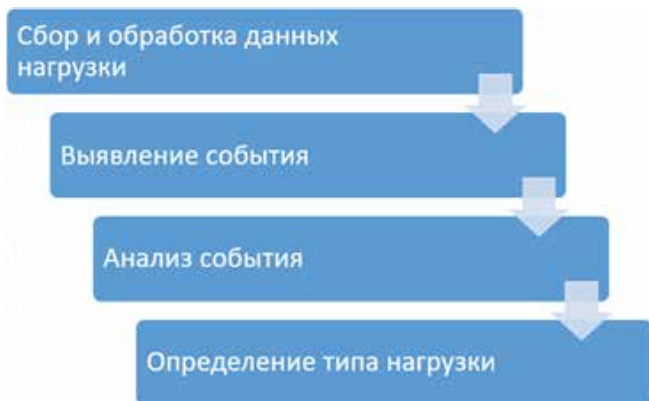 Сбор и обработка данных
нагрузки
Выявление события
Анализ события
Определение типа нагрузки